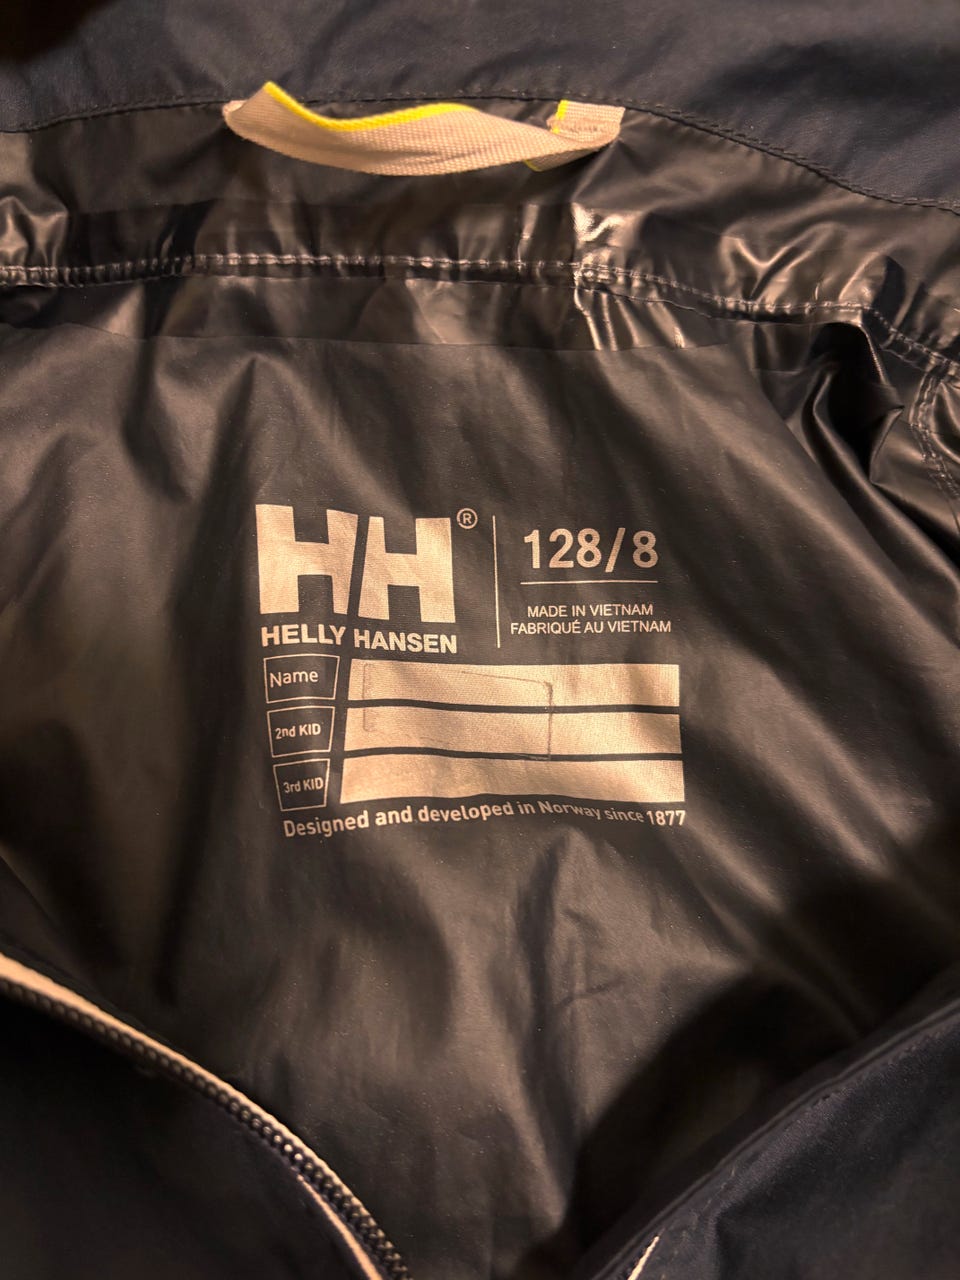 HH®
HELLY HANSEN
128/8
MADE IN VIETNAM
FABRIQUÉ AU VIETNAM
Name
2nd KID
3rd KID
Designed and developed in Norway since 1877